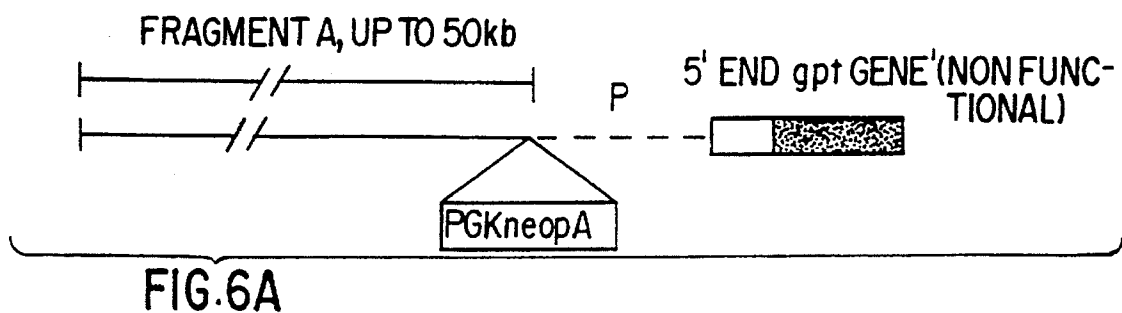 FRAGMENT A, UP TO 50kb
5' END gpt GENE'(NON FUNC-
TIONAL)
P
PGKneopA
FIG.6A